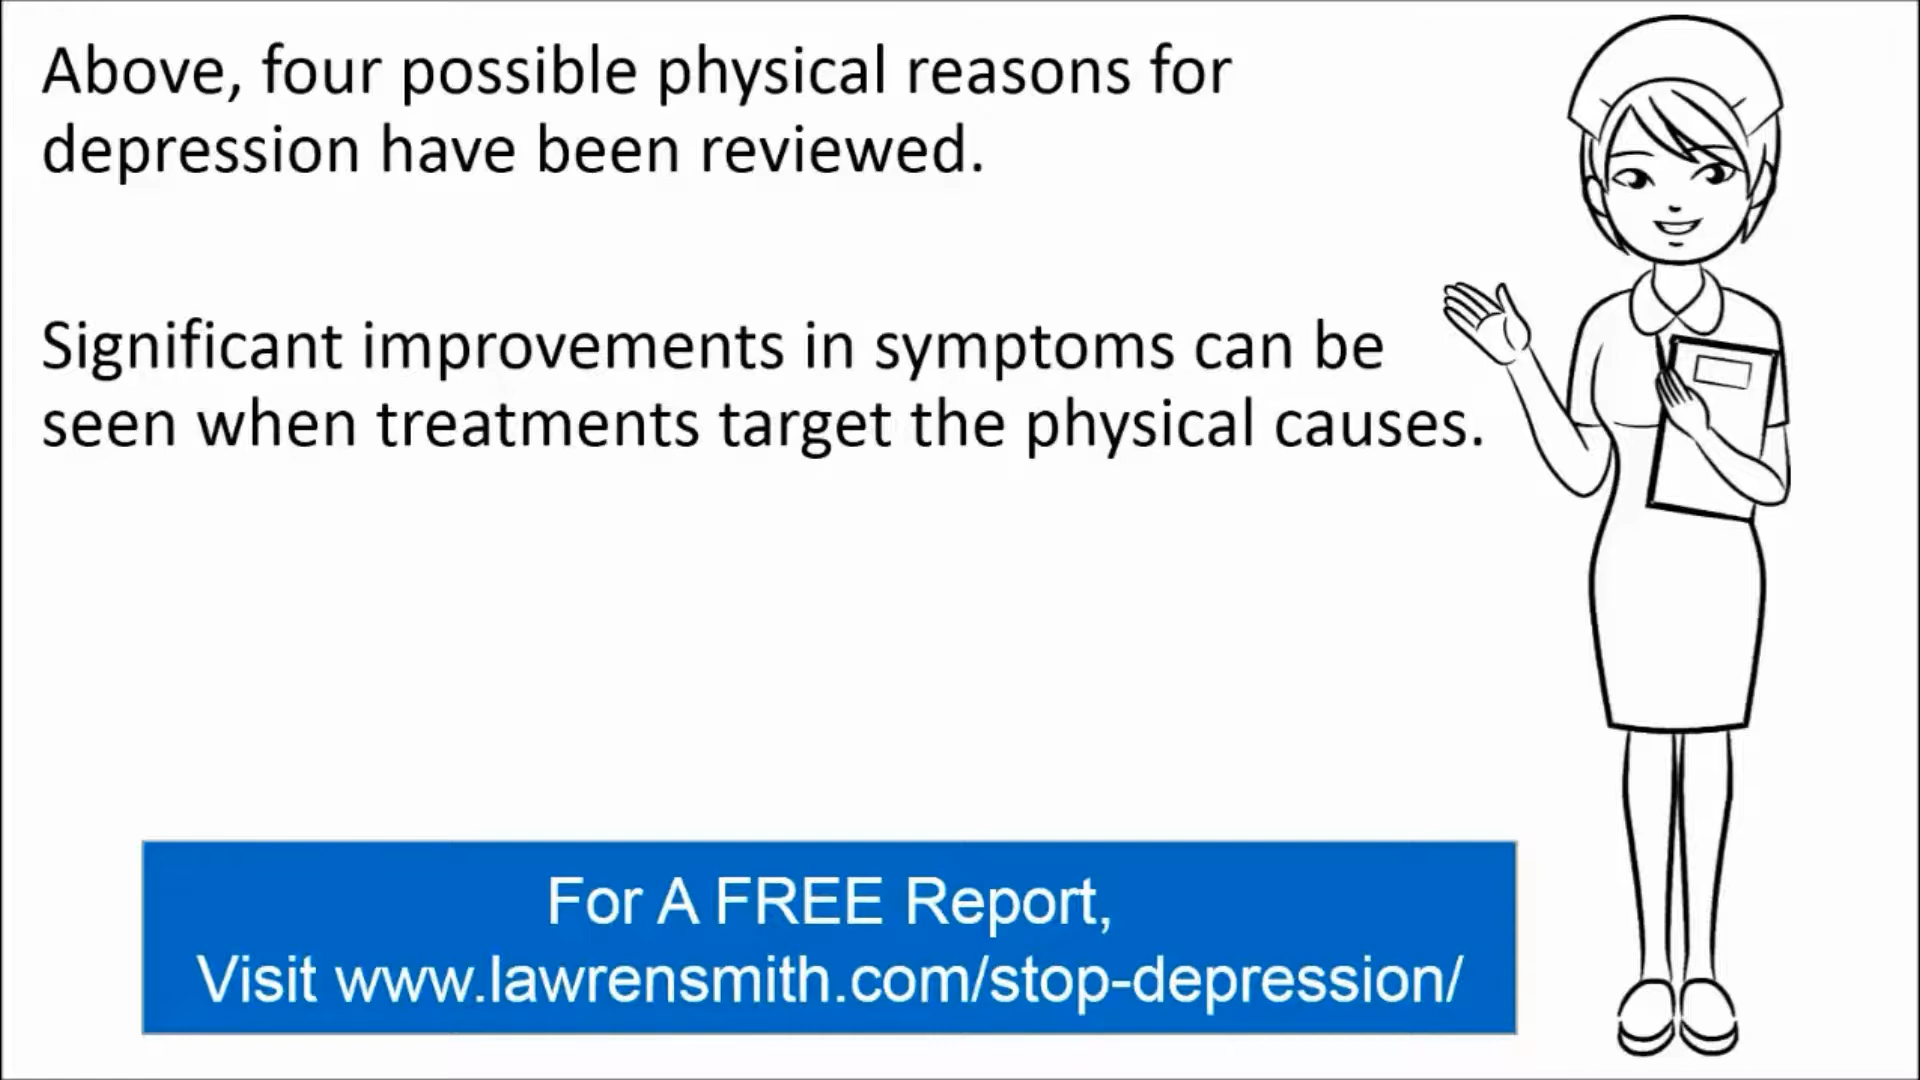 Above, four possible physical reasons for
depression have been reviewed.
Significant improvements in symptoms can be
seen when treatments target the physical causes.
For A FREE Report,
Visit www.lawrensmith.com/stop-depression/